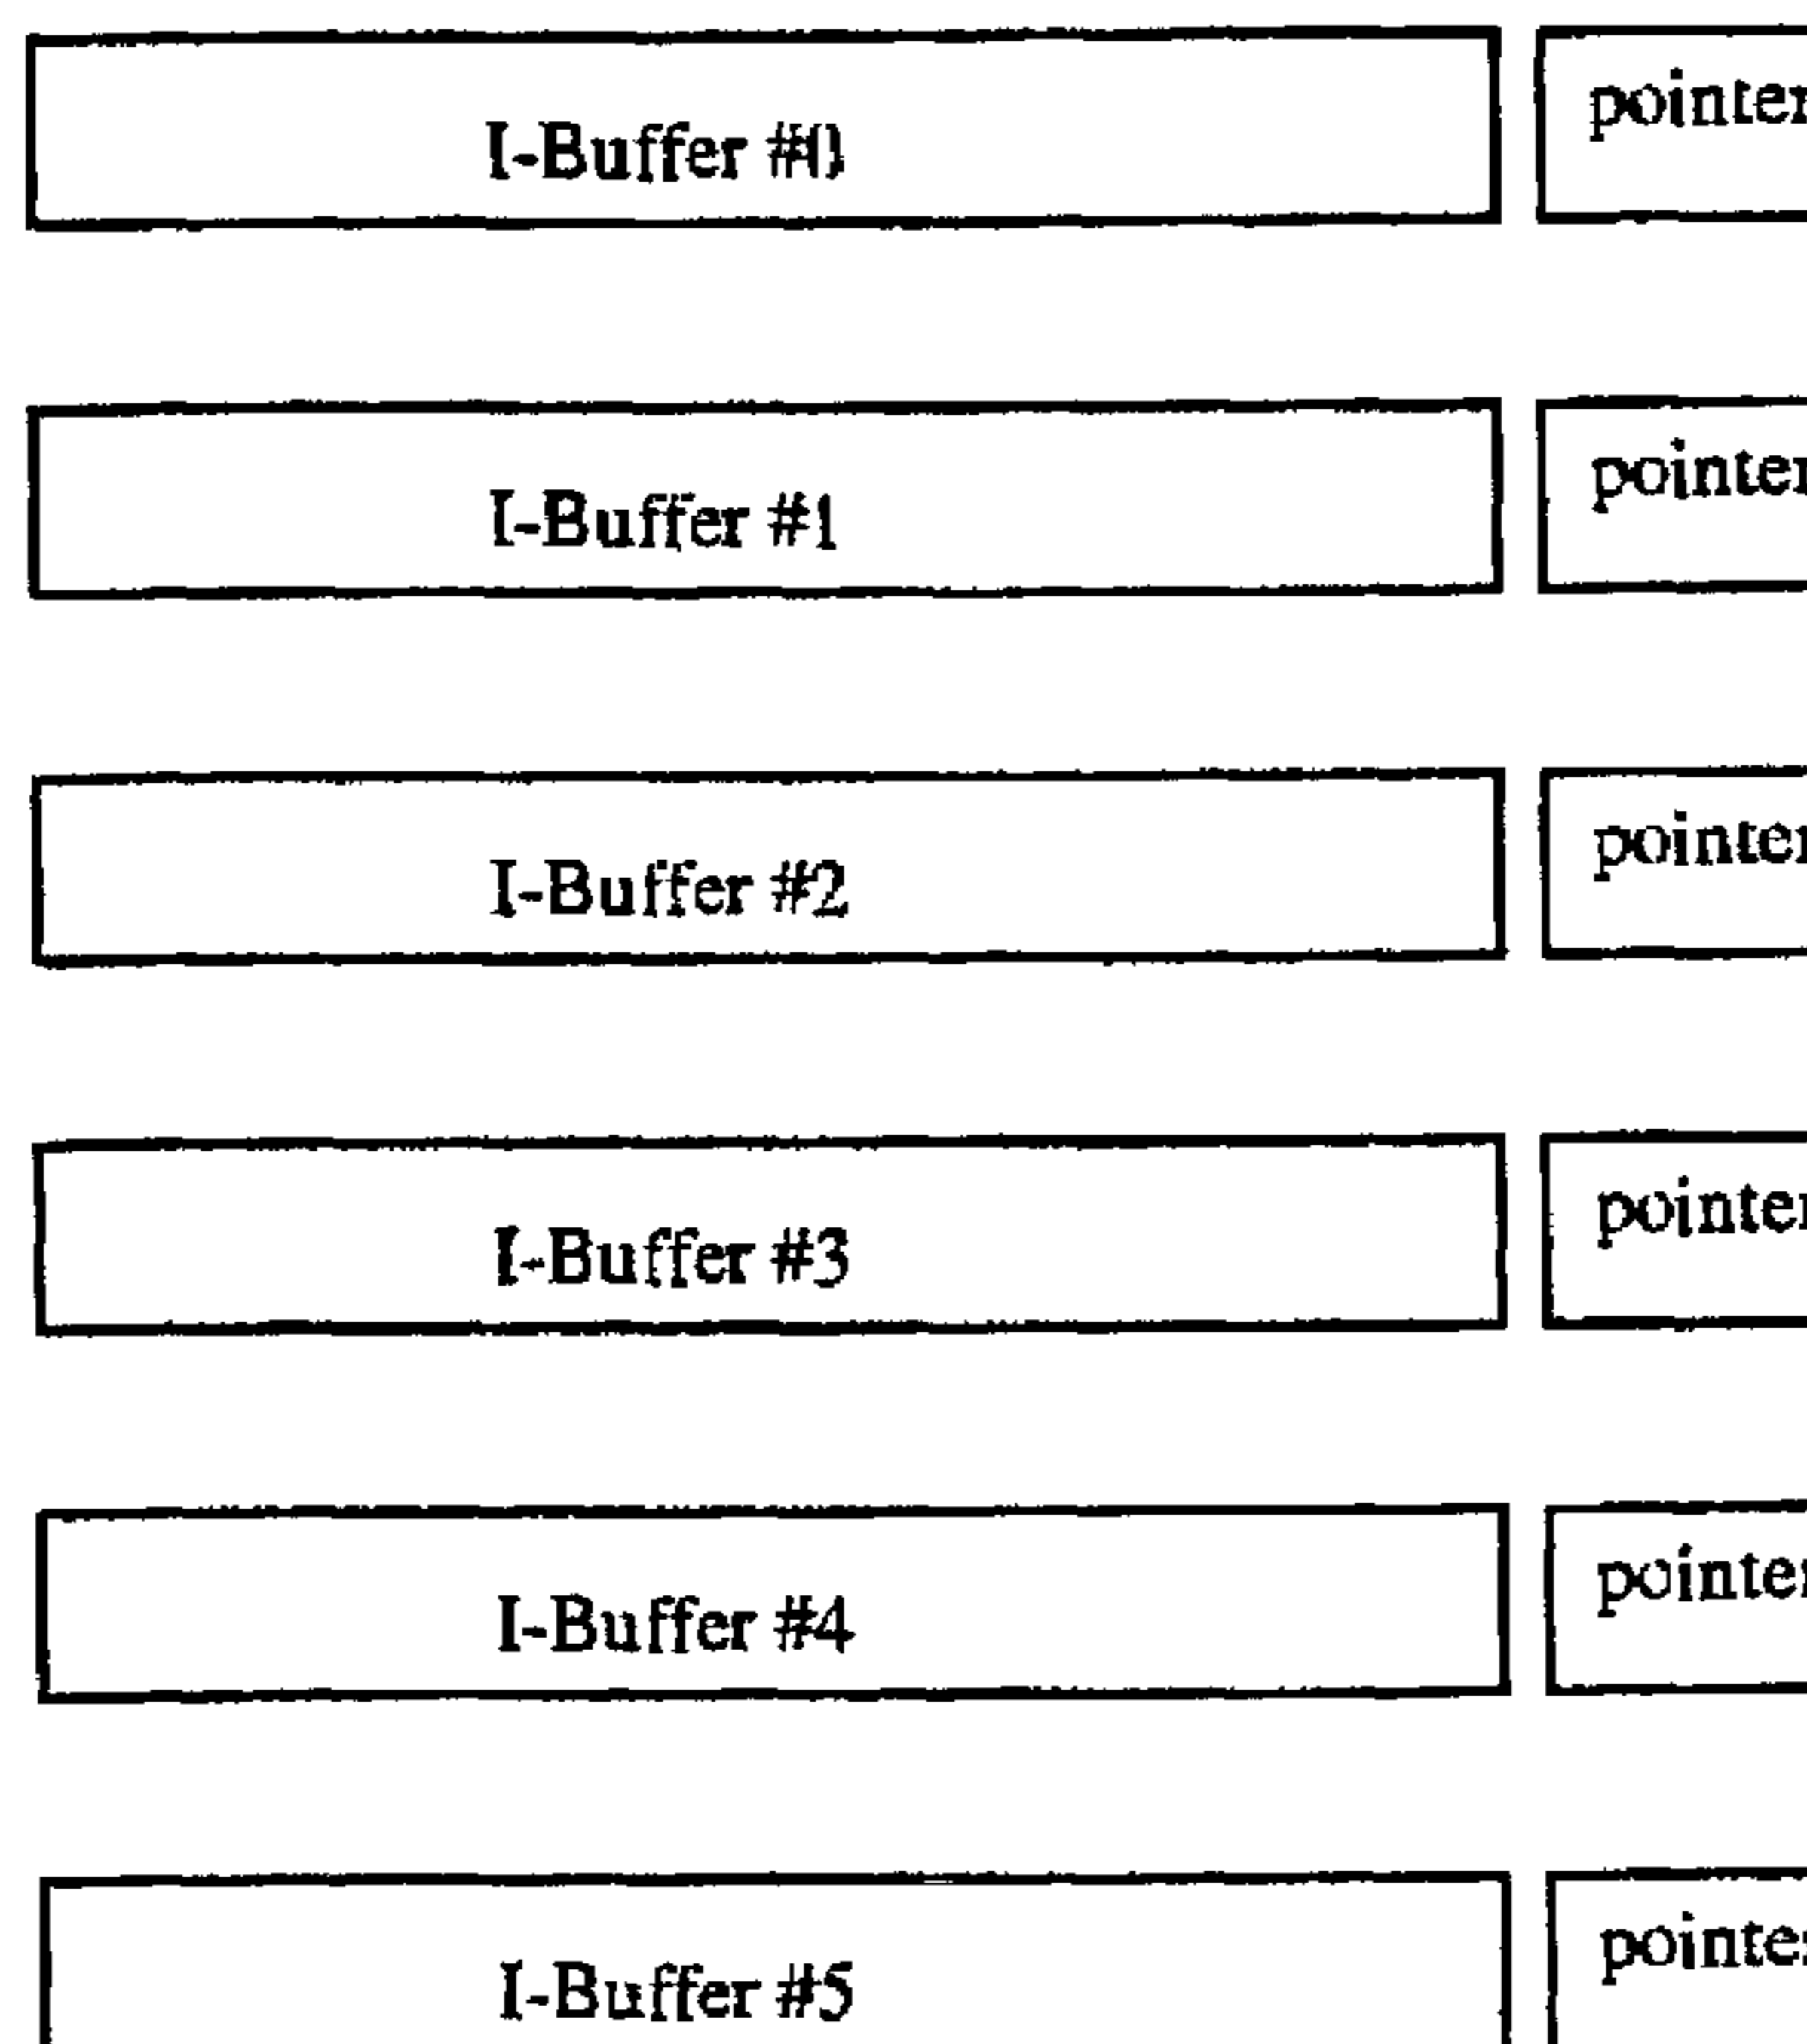 I-Buffer #0
pointer
I-Buffer #1
pointer
I-Buffer #2
pointer
I-Buffer #3
pointer
I-Buffer #4
pointer
I-Buffer #5
pointer